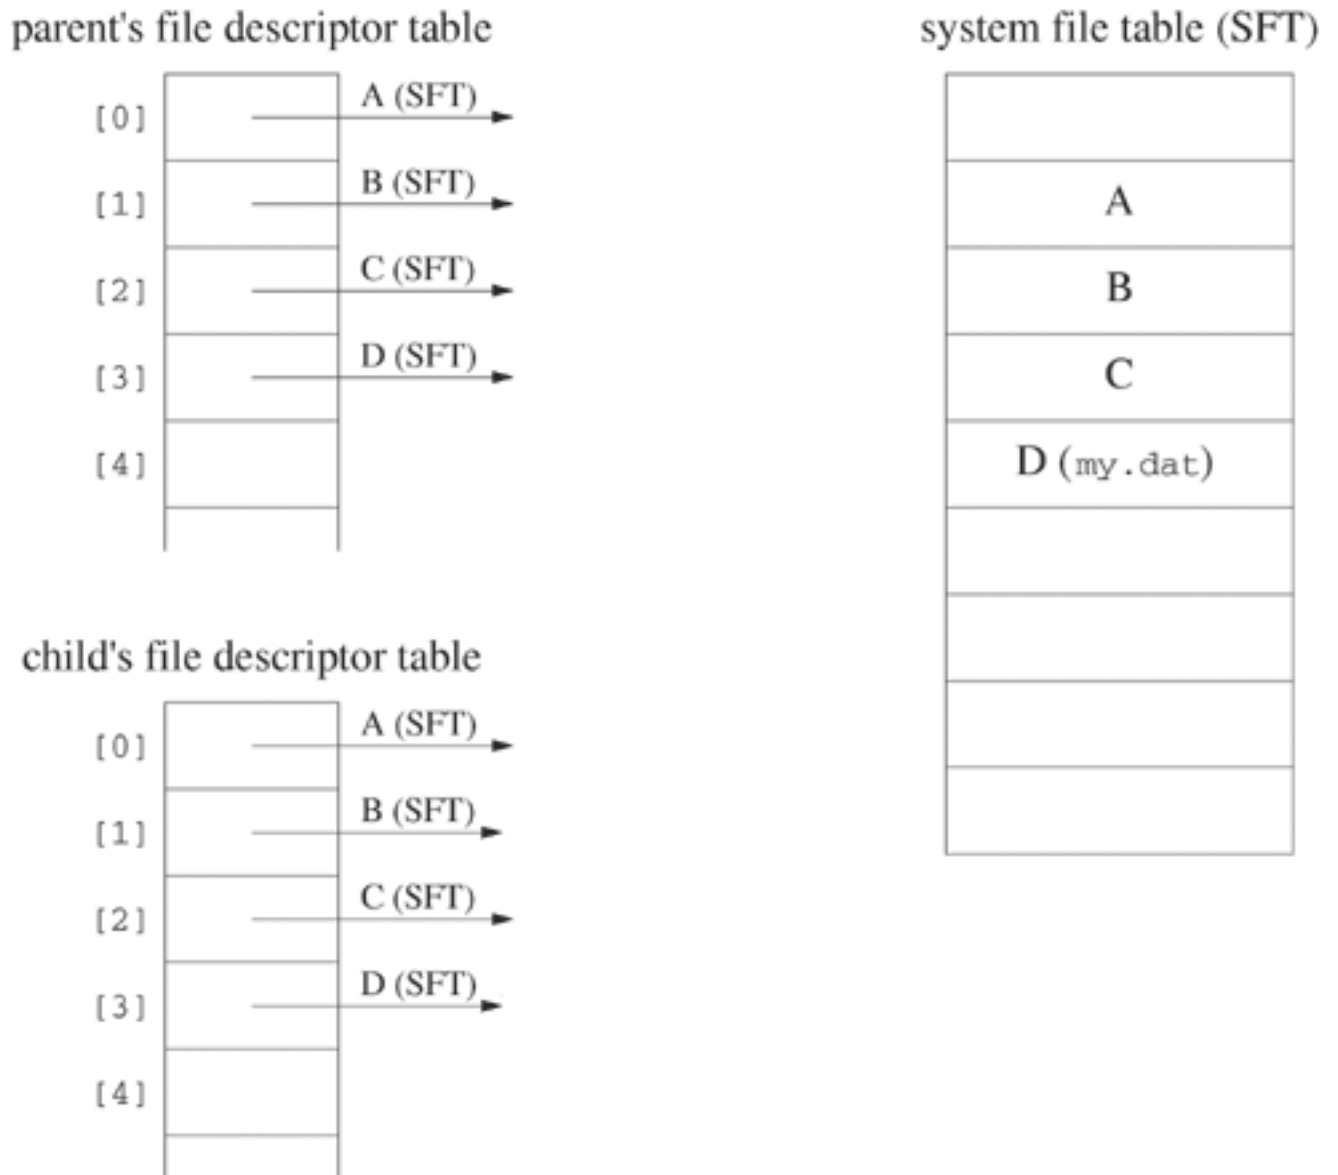 parent's file descriptor table
[0] A (SFT)
[1] B (SFT)
[2] C (SFT)
[3] D (SFT)
[4]
system file table (SFT)
A
B
C
D (my.dat)
child's file descriptor table
[0] A (SFT)
[1] B (SFT)
[2] C (SFT)
[3] D (SFT)
[4]